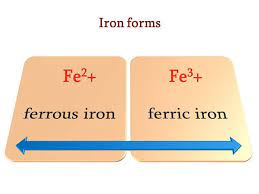 Iron forms
Fe²+
ferrous iron
Fe³+
ferric iron